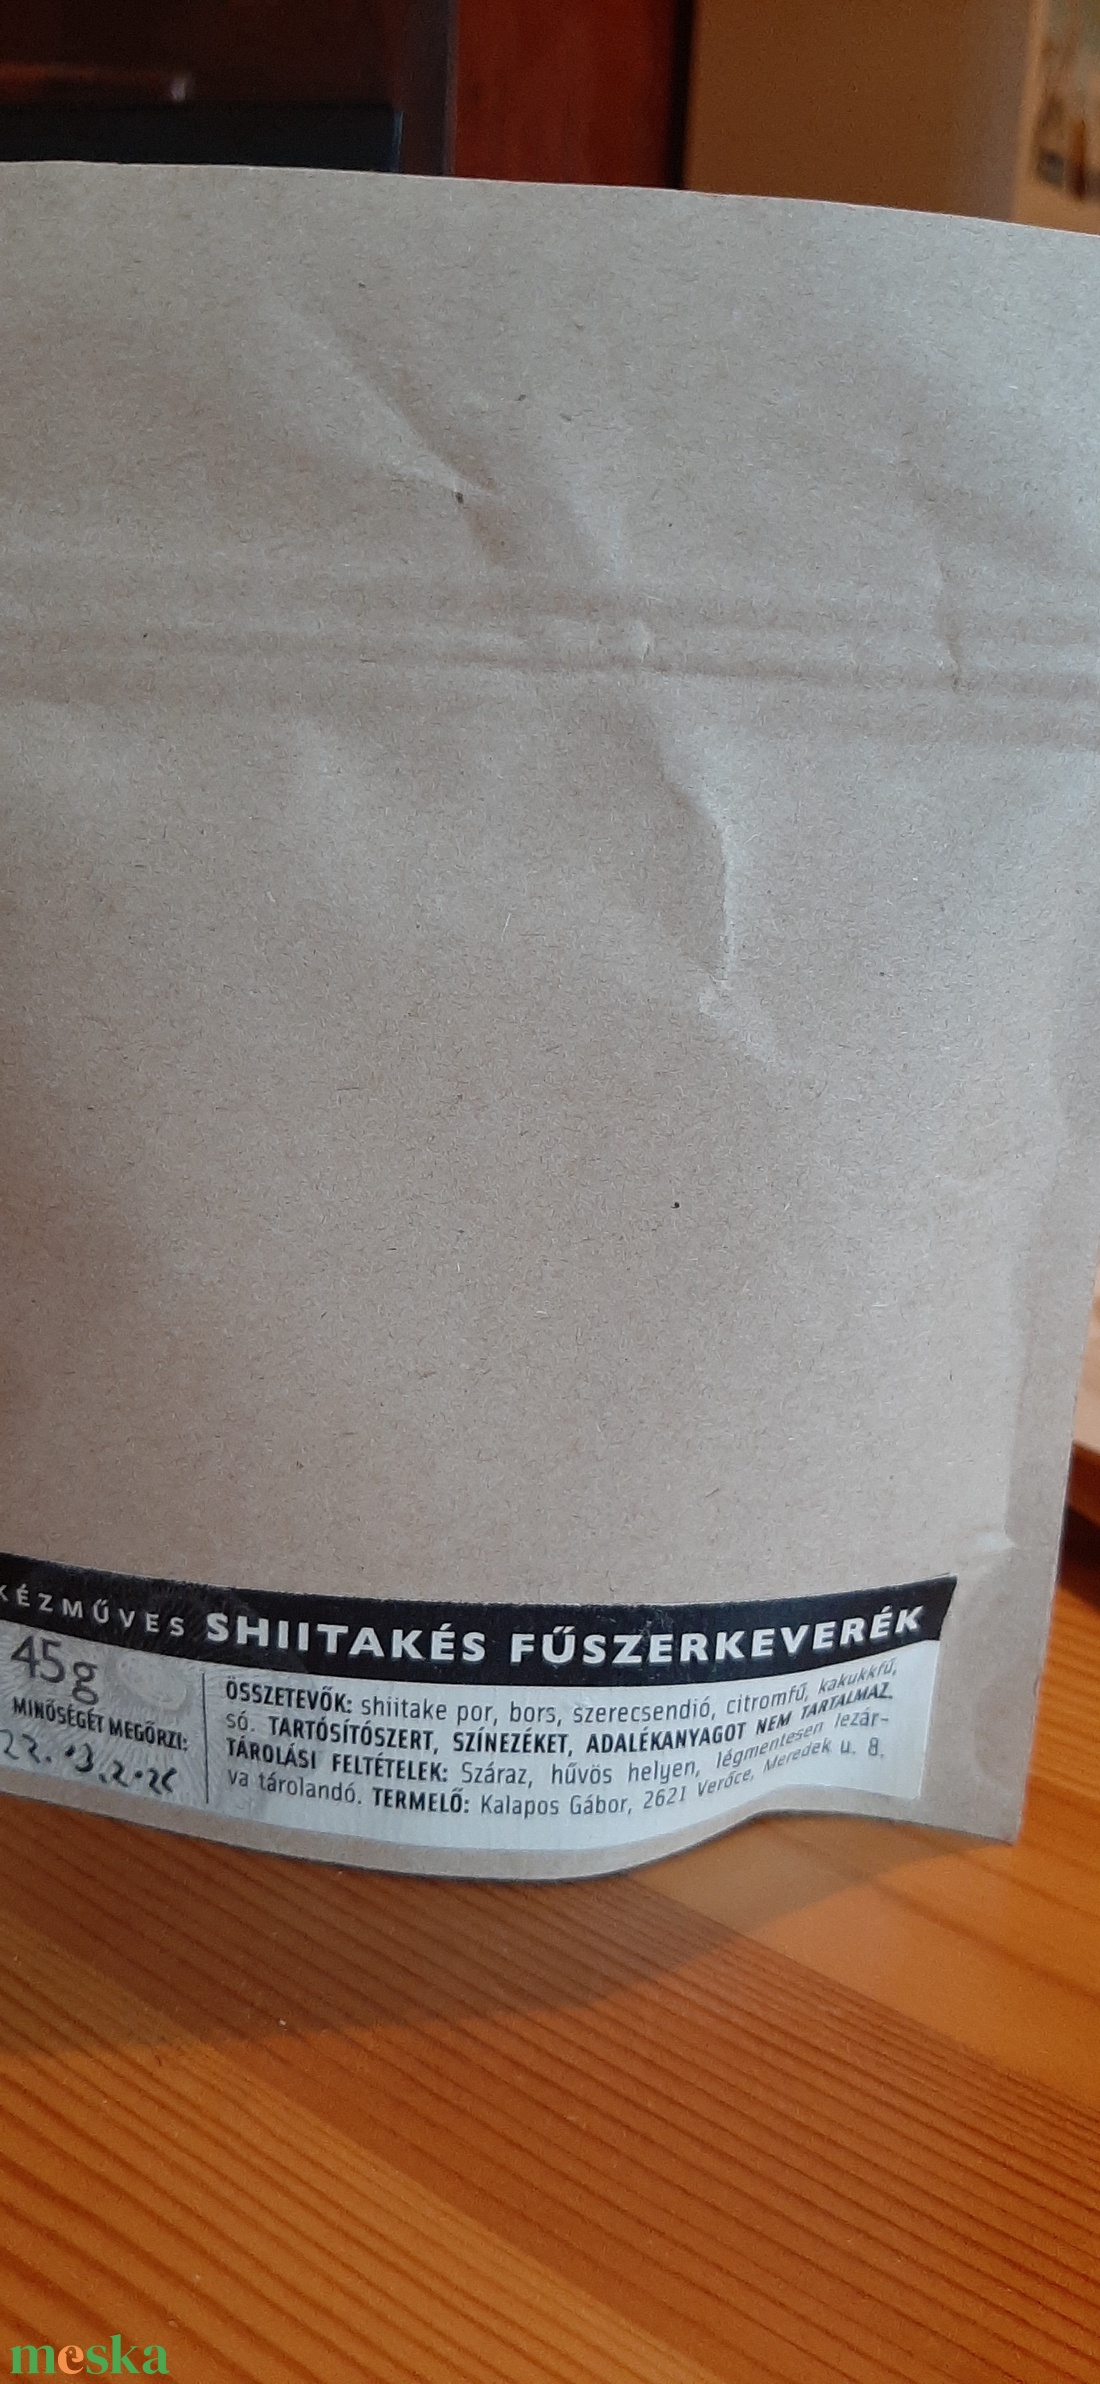 KÉZMŰVES SHIITAKÉS FŰSZERKEVERÉK
45g
MINŐSÉGÉT MEGŐRZI:
ÖSSZETEVŐK: shiitake por, bors, szerecsendió, citromfű, kakukkfű,
só. TARTÓSÍTÓSZERT, SZÍNEZÉKET, ADALÉKANYAGOT NEM TARTALMAZ.
TÁROLÁSI FELTÉTELEK: Száraz, hűvös helyen, légmentesen lezár-
va tárolandó. TERMELŐ: Kalapos Gábor, 2621 Verőce, Meredek u. 8.
meska